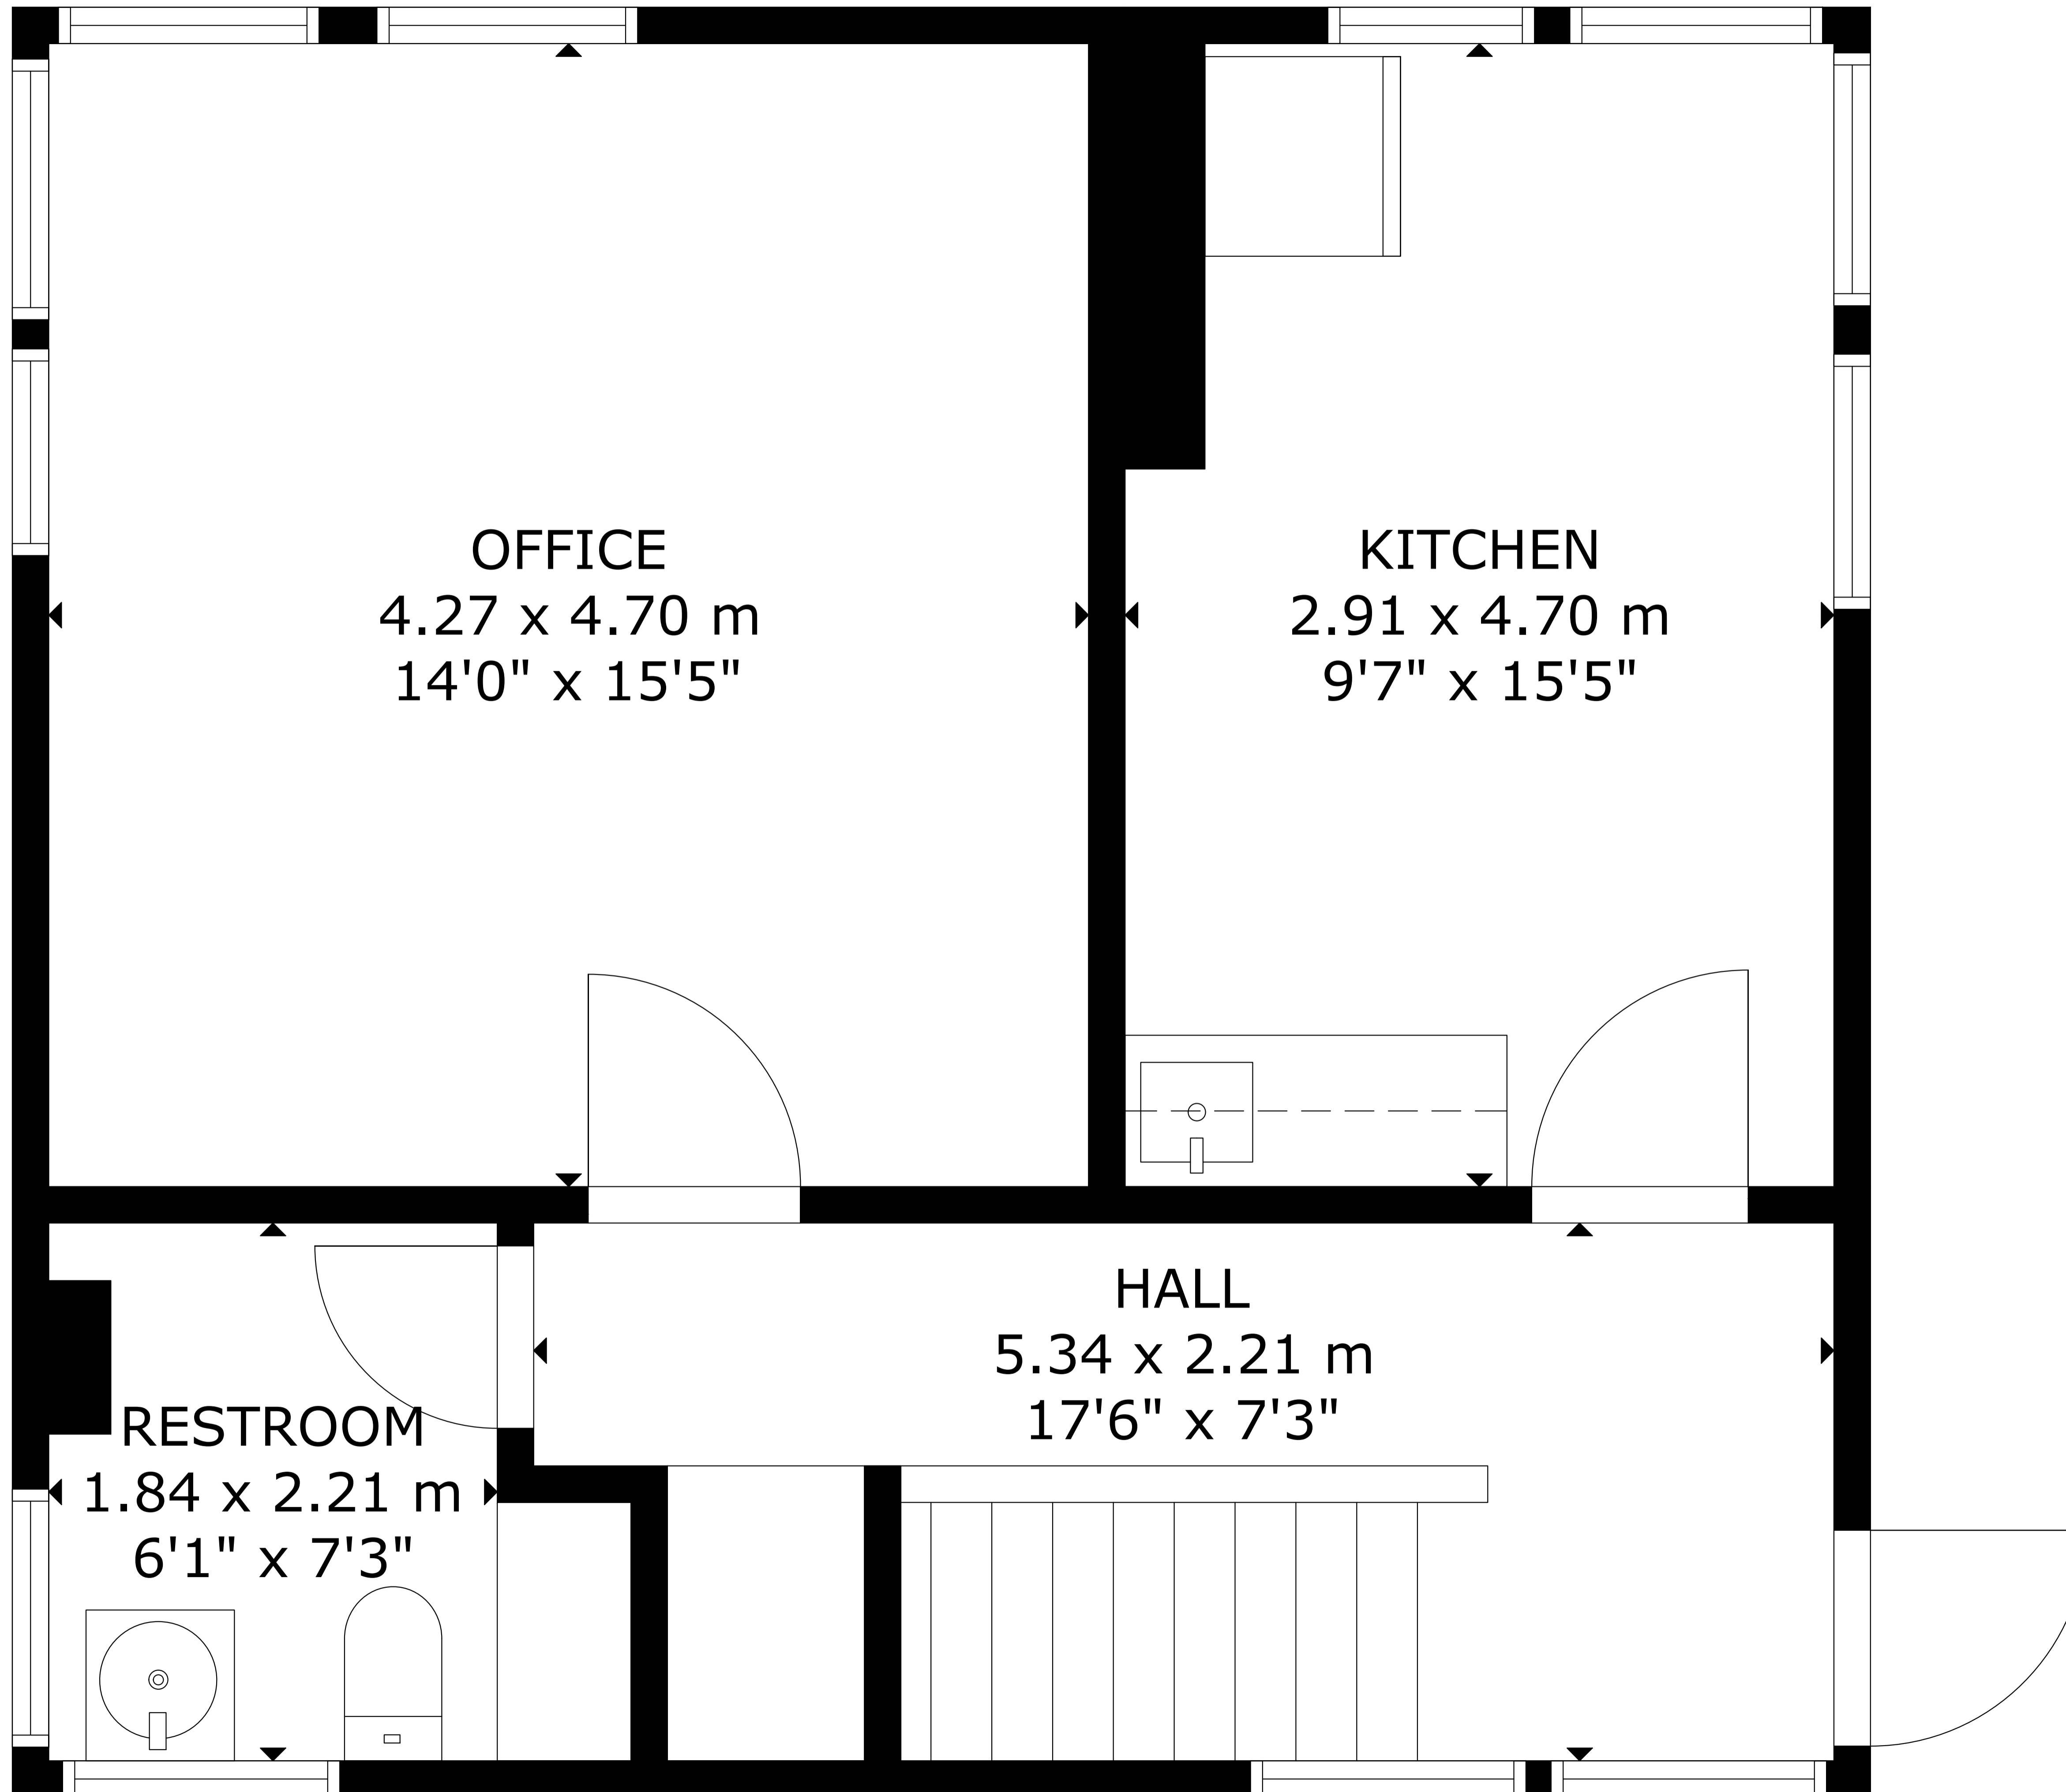 OFFICE
4.27 x 4.70 m
14'0" x 15'5"
KITCHEN
2.91 x 4.70 m
9'7" x 15'5"
HALL
5.34 x 2.21 m
17'6" x 7'3"
RESTROOM
1.84 x 2.21 m
6'1" x 7'3"